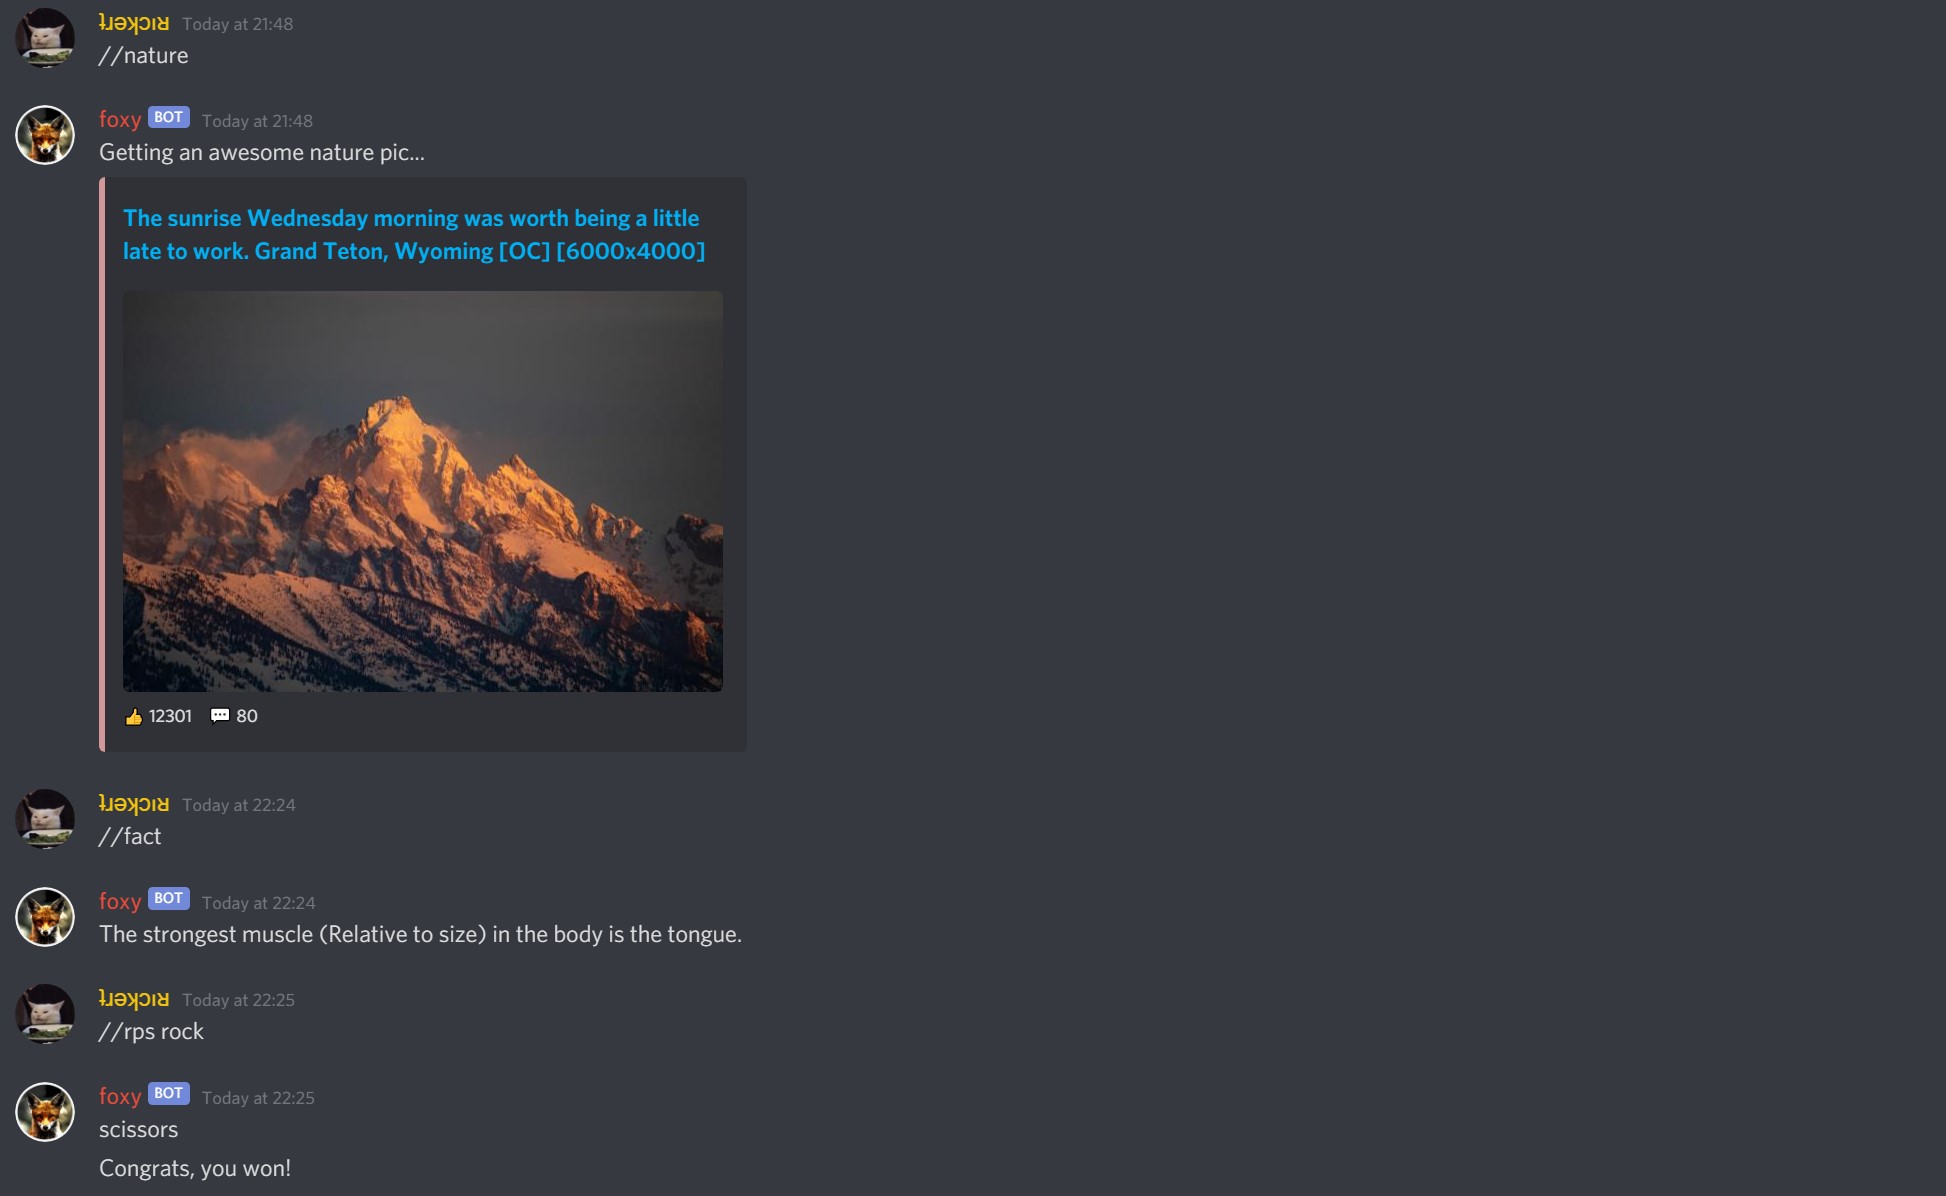 ʇɿɘʞɔıᴙ Today at 21:48
//nature
foxy BOT Today at 21:48
Getting an awesome nature pic...
The sunrise Wednesday morning was worth being a little
late to work. Grand Teton, Wyoming [OC] [6000x4000]
👍 12301 💬 80
ʇɿɘʞɔıᴙ Today at 22:24
//fact
foxy BOT Today at 22:24
The strongest muscle (Relative to size) in the body is the tongue.
ʇɿɘʞɔıᴙ Today at 22:25
//rps rock
foxy BOT Today at 22:25
scissors
Congrats, you won!